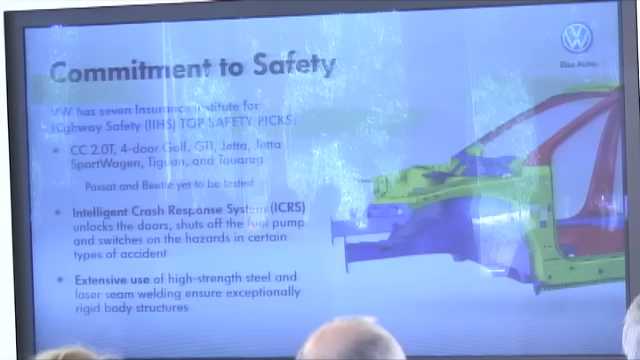 Commitment to Safety
Das Auto.
VW has seven Insurance Institute for
Highway Safety (IIHS) TOP SAFETY PICKS:
• CC 2.0T, 4-door Golf, GTI, Jetta, Jetta
SportWagen, Tiguan, and Touareg
Passat and Beetle yet to be tested
• Intelligent Crash Response System (ICRS)
unlocks the doors, shuts off the fuel pump
and switches on the hazards in certain
types of accident
• Extensive use of high-strength steel and
laser seam welding ensure exceptionally
rigid body structures